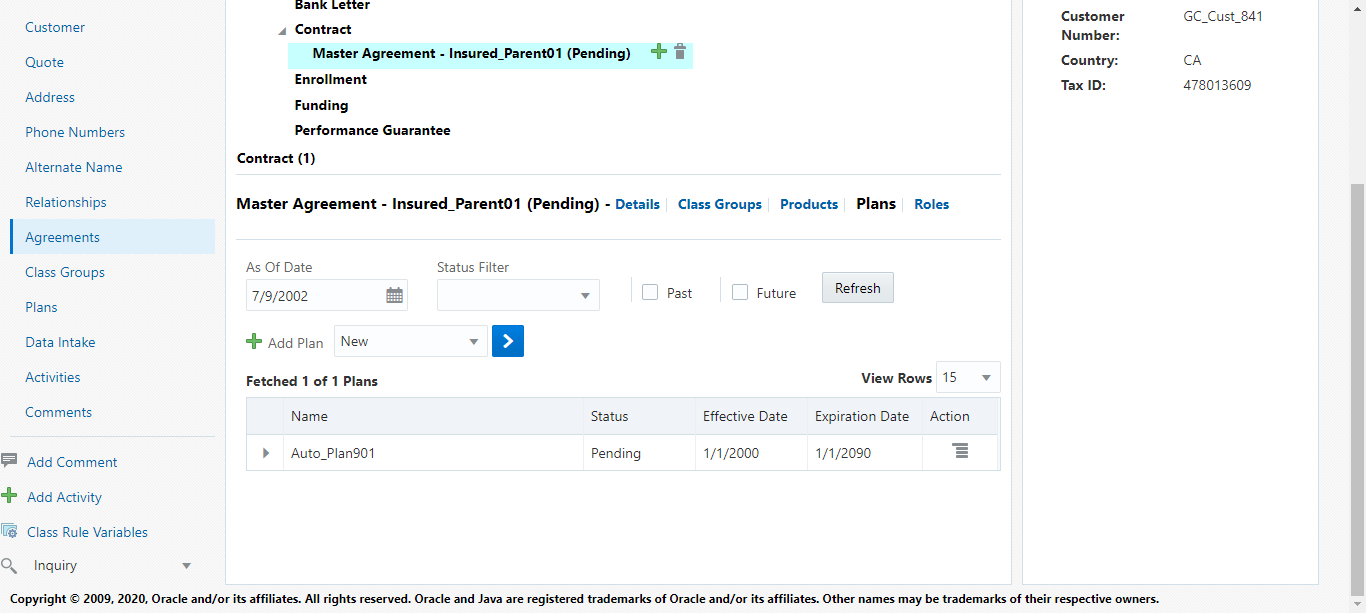 Customer
Quote
Address
Phone Numbers
Alternate Name
Relationships
Agreements
Class Groups
Plans
Data Intake
Activities
Comments
Add Comment
Add Activity
Class Rule Variables
Inquiry
Bank Letter
Contract
Master Agreement - Insured_Parent01 (Pending)
Enrollment
Funding
Performance Guarantee
Contract (1)
Master Agreement - Insured_Parent01 (Pending) - Details Class Groups Products Plans Roles
As Of Date Status Filter
7/9/2002 Past Future Refresh
Add Plan New
Fetched 1 of 1 Plans View Rows 15
Name Status Effective Date Expiration Date Action
Auto_Plan901 Pending 1/1/2000 1/1/2090
Customer Number: GC_Cust_841
Country: CA
Tax ID: 478013609
Copyright © 2009, 2020, Oracle and/or its affiliates. All rights reserved. Oracle and Java are registered trademarks of Oracle and/or its affiliates. Other names may be trademarks of their respective owners.